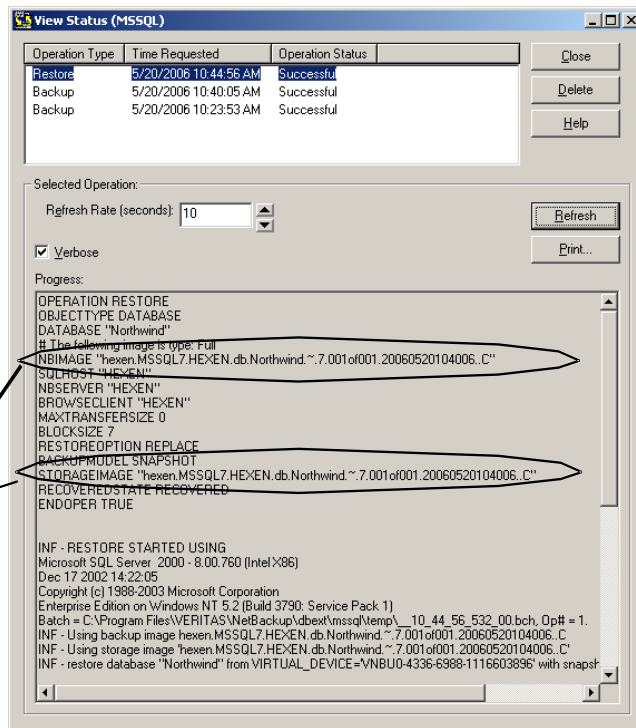 View Status (MSSQL)
Operation Type Time Requested Operation Status
Restore 5/20/2006 10:44:56 AM Successful
Backup 5/20/2006 10:40:05 AM Successful
Backup 5/20/2006 10:23:53 AM Successful
Close
Delete
Help
Selected Operation:
Refresh Rate (seconds): 10
Refresh
Verbose
Print...
Progress:
OPERATION RESTORE
OBJECTTYPE DATABASE
DATABASE "Northwind"
# The following image is type: Full
NBIMAGE "hexen.MSSQL7.HEXEN.db.Northwind.~.7.001of001.20060520104006..C"
SQLHOST "HEXEN"
NBSERVER "HEXEN"
BROWSECLIENT "HEXEN"
MAXTRANSFERSIZE 0
BLOCKSIZE 7
RESTOREOPTION REPLACE
BACKUPMODEL SNAPSHOT
STORAGEIMAGE "hexen.MSSQL7.HEXEN.db.Northwind.~.7.001of001.20060520104006..C"
RECOVEREDSTATE RECOVERED
ENDOPER TRUE
INF - RESTORE STARTED USING
Microsoft SQL Server 2000 - 8.00.760 (Intel X86)
Dec 17 2002 14:22:05
Copyright (c) 1988-2003 Microsoft Corporation
Enterprise Edition on Windows NT 5.2 (Build 3790: Service Pack 1)
Batch = C:\Program Files\VERITAS\NetBackup\dbext\mssql\temp\__10_44_56_532_00.bch, Op# = 1.
INF - Using backup image hexen.MSSQL7.HEXEN.db.Northwind.~.7.001of001.20060520104006..C
INF - Using storage image 'hexen.MSSQL7.HEXEN.db.Northwind.~.7.001of001.20060520104006..C'
INF - restore database "Northwind" from VIRTUAL_DEVICE='VNBU0-4336-6988-1116603896' with snapsh